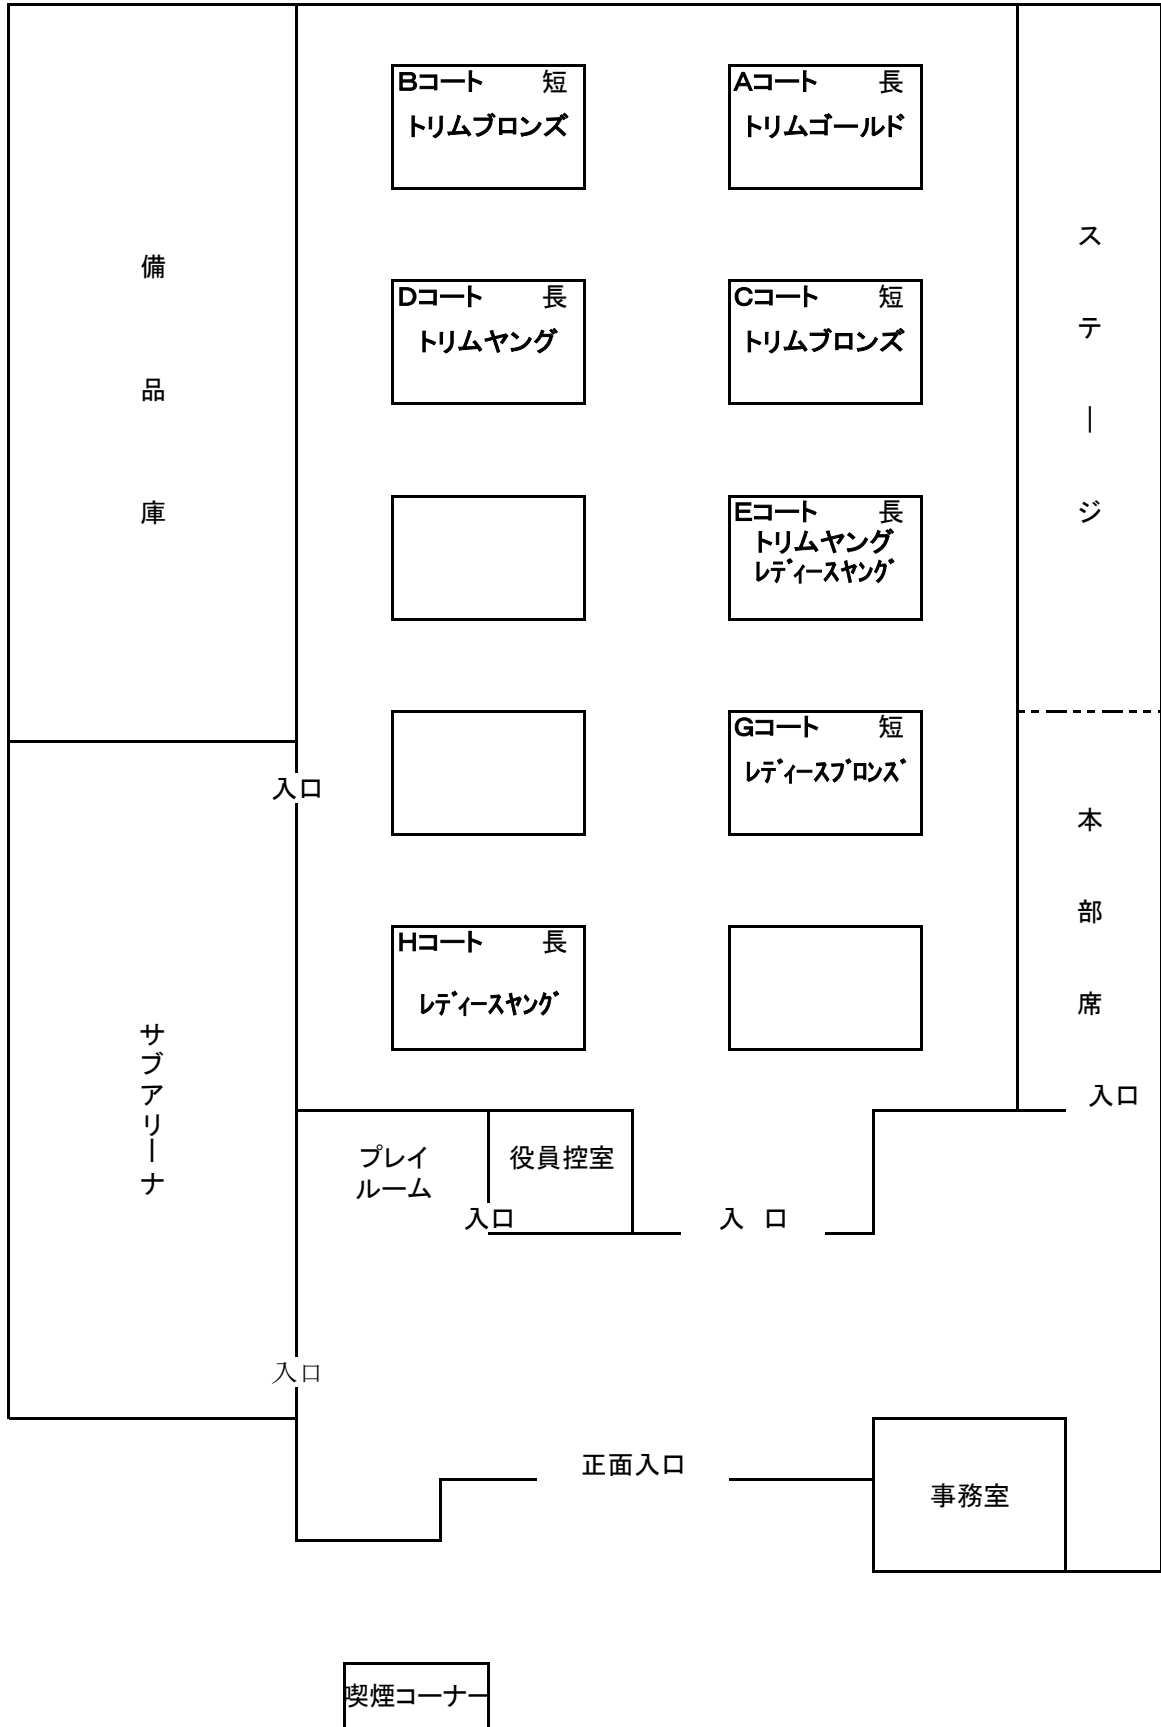 Bコート 短
トリムブロンズ
Aコート 長
トリムゴールド
備品庫
ステージ
Dコート 長
トリムヤング
Cコート 短
トリムブロンズ
Eコート 長
トリムヤング
レディースヤング
Gコート 短
レディースブロンズ
入口
本部席
Hコート 長
レディースヤング
サブアリーナ
入口
プレイ
ルーム
役員控室
入口
入 口
入口
正面入口
事務室
喫煙コーナー